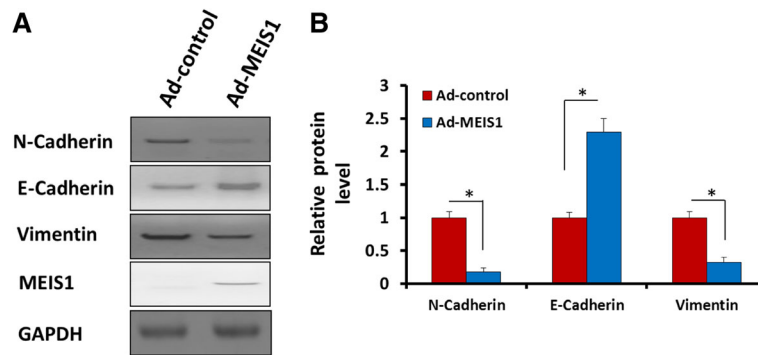 A
Ad-control
Ad-MEIS1
N-Cadherin
E-Cadherin
Vimentin
MEIS1
GAPDH
B
Relative protein
level
3
2.5
2
1.5
1
0.5
0
Ad-control
Ad-MEIS1
*
*
*
N-Cadherin
E-Cadherin
Vimentin